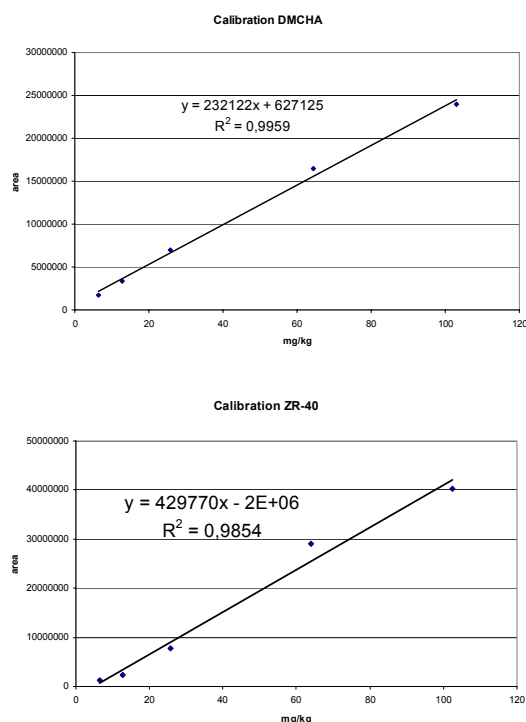 Calibration DMCHA
30000000
25000000
20000000
15000000
10000000
5000000
0
area
y = 232122x + 627125
R² = 0,9959
0 20 40 60 80 100 120
mg/kg
Calibration ZR-40
50000000
40000000
30000000
20000000
10000000
0
area
y = 429770x - 2E+06
R² = 0,9854
0 20 40 60 80 100 120
mg/kg